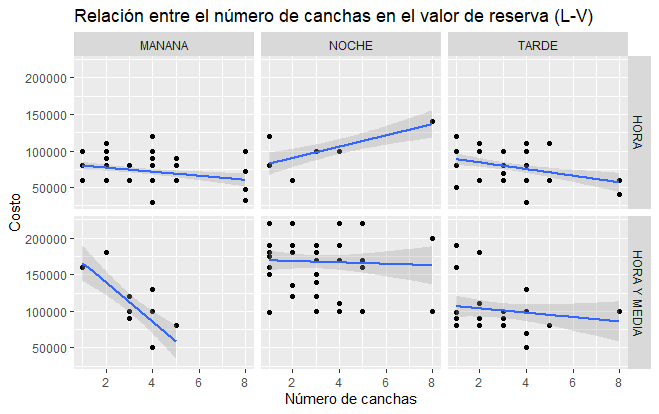 Relación entre el número de canchas en el valor de reserva (L-V)
MANANA NOCHE TARDE
200000
150000
100000
50000
HORA
Costo
200000
150000
100000
50000
HORA Y MEDIA
2 4 6 8 2 4 6 8 2 4 6 8
Número de canchas